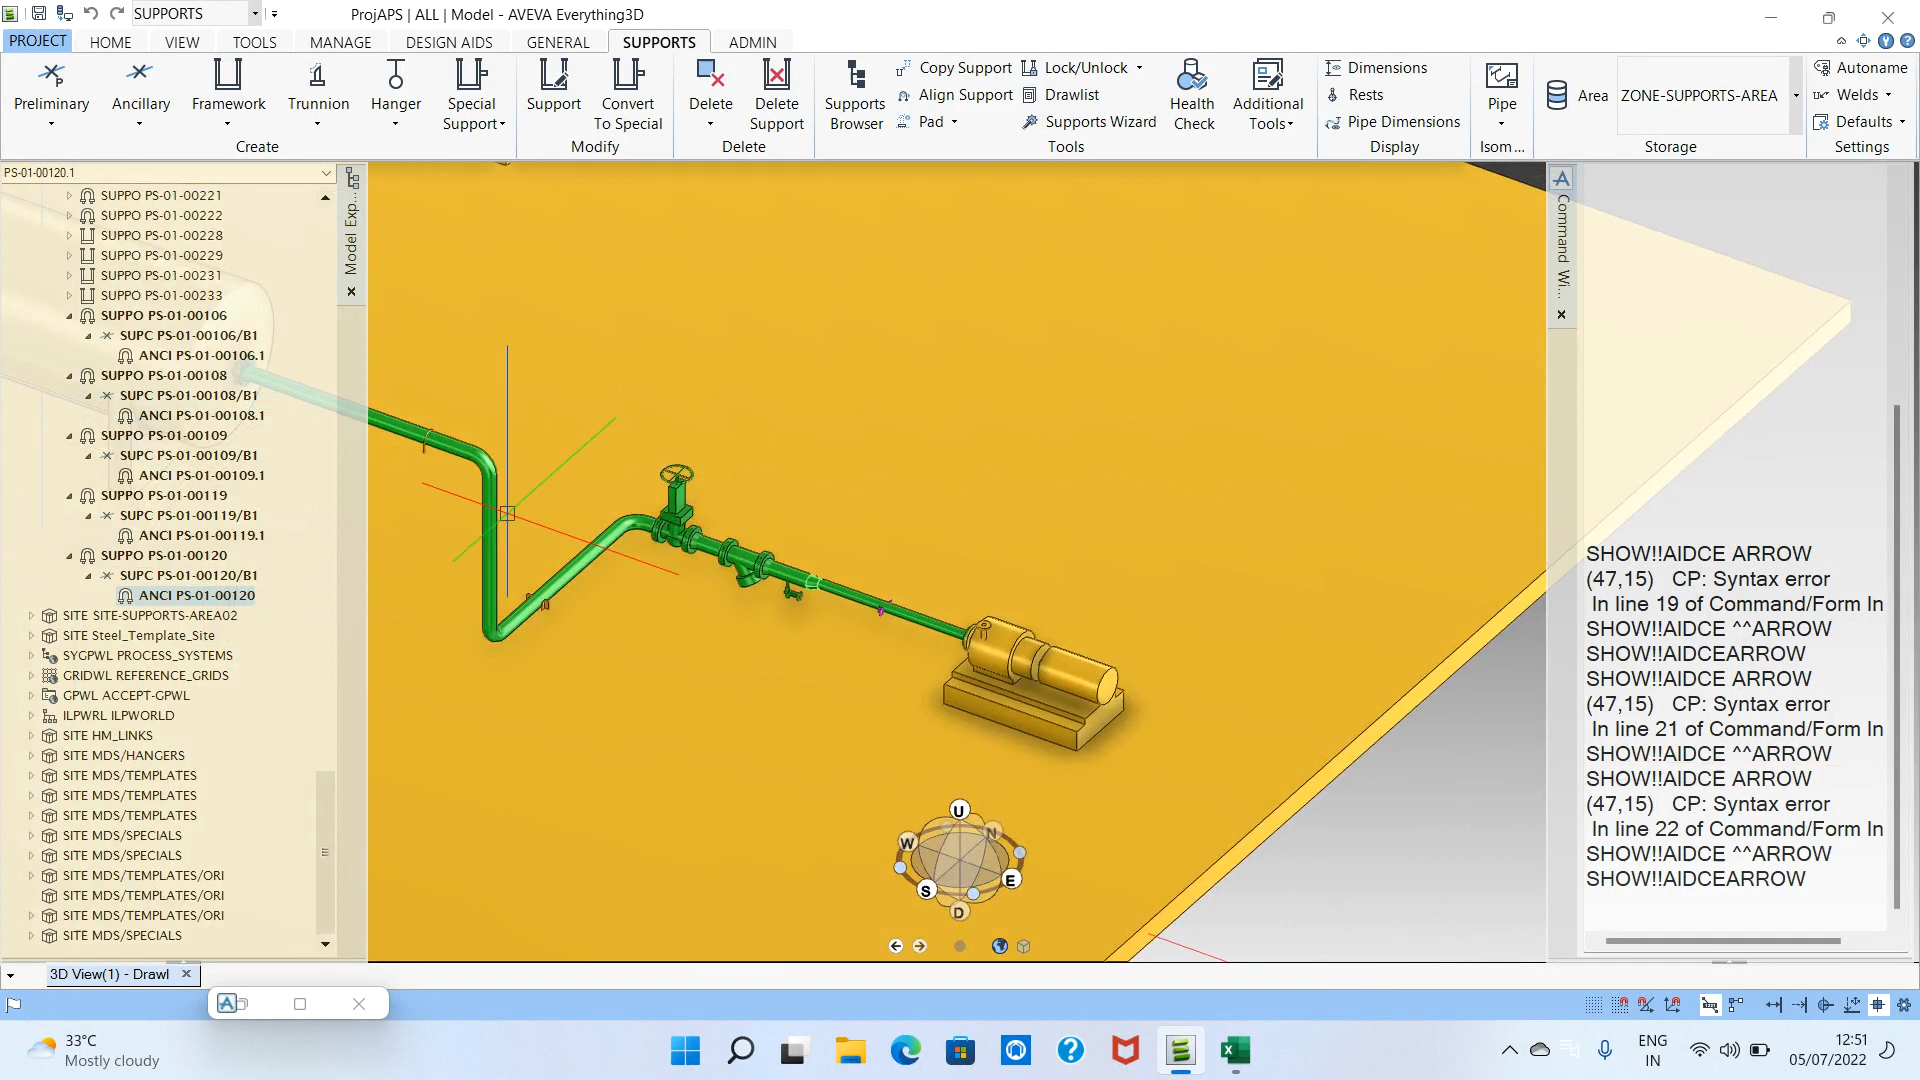 SUPPORTS
ProjAPS | ALL | Model - AVEVA Everything3D
PROJECT HOME VIEW TOOLS MANAGE DESIGN AIDS GENERAL SUPPORTS ADMIN
Preliminary
Ancillary
Framework
Trunnion
Hanger
Special
Support
Create
Support
Convert
To Special
Modify
Delete
Delete
Support
Delete
Supports
Browser
Copy Support
Align Support
Pad
Lock/Unlock
Drawlist
Supports Wizard
Health
Check
Additional
Tools
Tools
Dimensions
Rests
Pipe Dimensions
Display
Pipe
Isom ...
Area
ZONE-SUPPORTS-AREA
Storage
Autoname
Welds
Defaults
Settings
PS-01-00120.1
SUPPO PS-01-00221
SUPPO PS-01-00222
SUPPO PS-01-00228
SUPPO PS-01-00229
SUPPO PS-01-00231
SUPPO PS-01-00233
SUPPO PS-01-00106
SUPC PS-01-00106/B1
ANCI PS-01-00106.1
SUPPO PS-01-00108
SUPC PS-01-00108/B1
ANCI PS-01-00108.1
SUPPO PS-01-00109
SUPC PS-01-00109/B1
ANCI PS-01-00109.1
SUPPO PS-01-00119
SUPC PS-01-00119/B1
ANCI PS-01-00119.1
SUPPO PS-01-00120
SUPC PS-01-00120/B1
ANCI PS-01-00120
SITE SITE-SUPPORTS-AREA02
SITE Steel_Template_Site
SYGPWL PROCESS_SYSTEMS
GRIDWL REFERENCE_GRIDS
GPWL ACCEPT-GPWL
ILPWRL ILPWORLD
SITE HM_LINKS
SITE MDS/HANGERS
SITE MDS/TEMPLATES
SITE MDS/TEMPLATES
SITE MDS/TEMPLATES
SITE MDS/SPECIALS
SITE MDS/SPECIALS
SITE MDS/TEMPLATES/ORI
SITE MDS/TEMPLATES/ORI
SITE MDS/TEMPLATES/ORI
SITE MDS/SPECIALS
Model Exp...
U
N
W
E
S
D
Command Wi...
SHOW!!AIDCE ARROW
(47,15) CP: Syntax error
In line 19 of Command/Form In
SHOW!!AIDCE ^^ARROW
SHOW!!AIDCEARROW
SHOW!!AIDCE ARROW
(47,15) CP: Syntax error
In line 21 of Command/Form In
SHOW!!AIDCE ^^ARROW
SHOW!!AIDCE ARROW
(47,15) CP: Syntax error
In line 22 of Command/Form In
SHOW!!AIDCE ^^ARROW
SHOW!!AIDCEARROW
3D View(1) - Drawl
33°C
Mostly cloudy
ENG
IN
12:51
05/07/2022